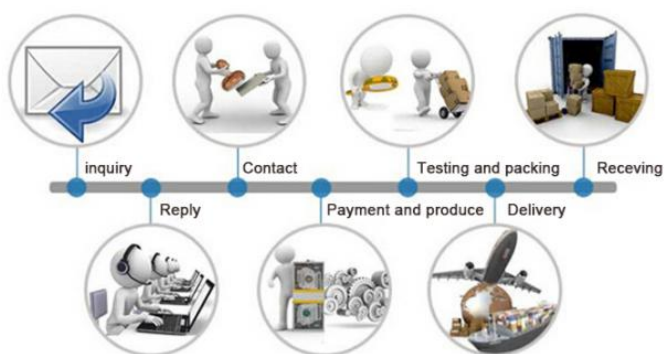 inquiry
Contact
Testing and packing
Receving
Reply
Payment and produce
Delivery